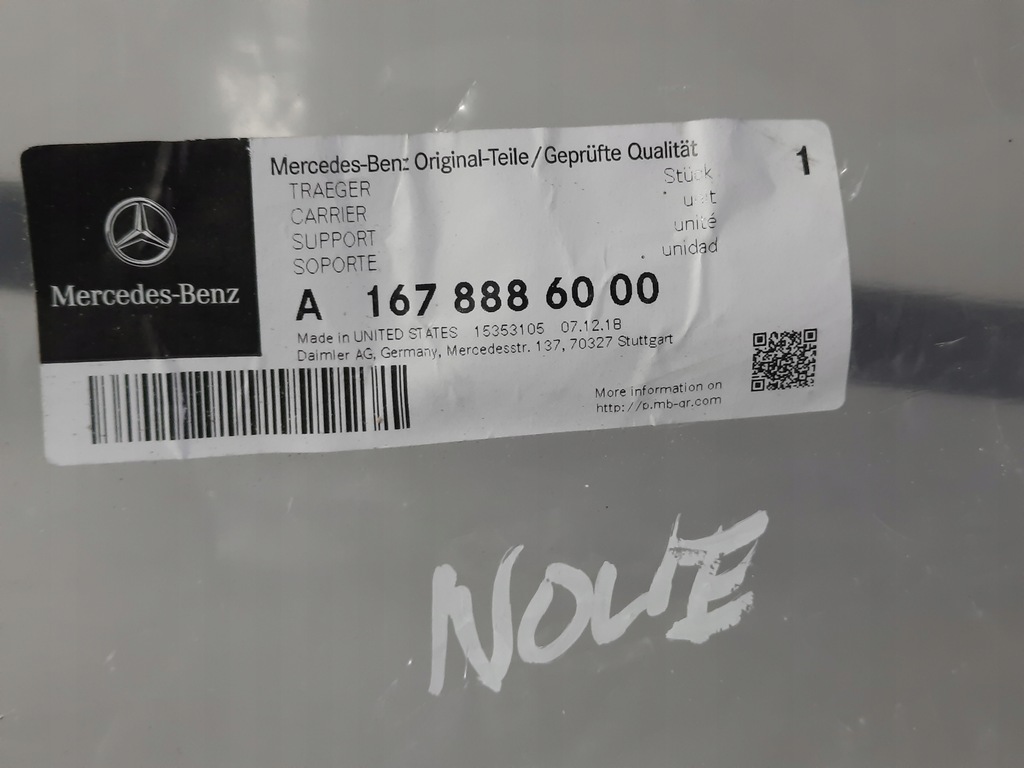 Mercedes-Benz
Mercedes-Benz Original-Teile/Geprüfte Qualität
1
TRAEGER
CARRIER
SUPPORT
SOPORTE
Stück
unit
unité
unidad
A 167 888 60 00
Made in UNITED STATES 15353105 07.12.18
Daimler AG, Germany, Mercedesstr. 137, 70327 Stuttgart
More information on
http://p.mb-qr.com
NOWE